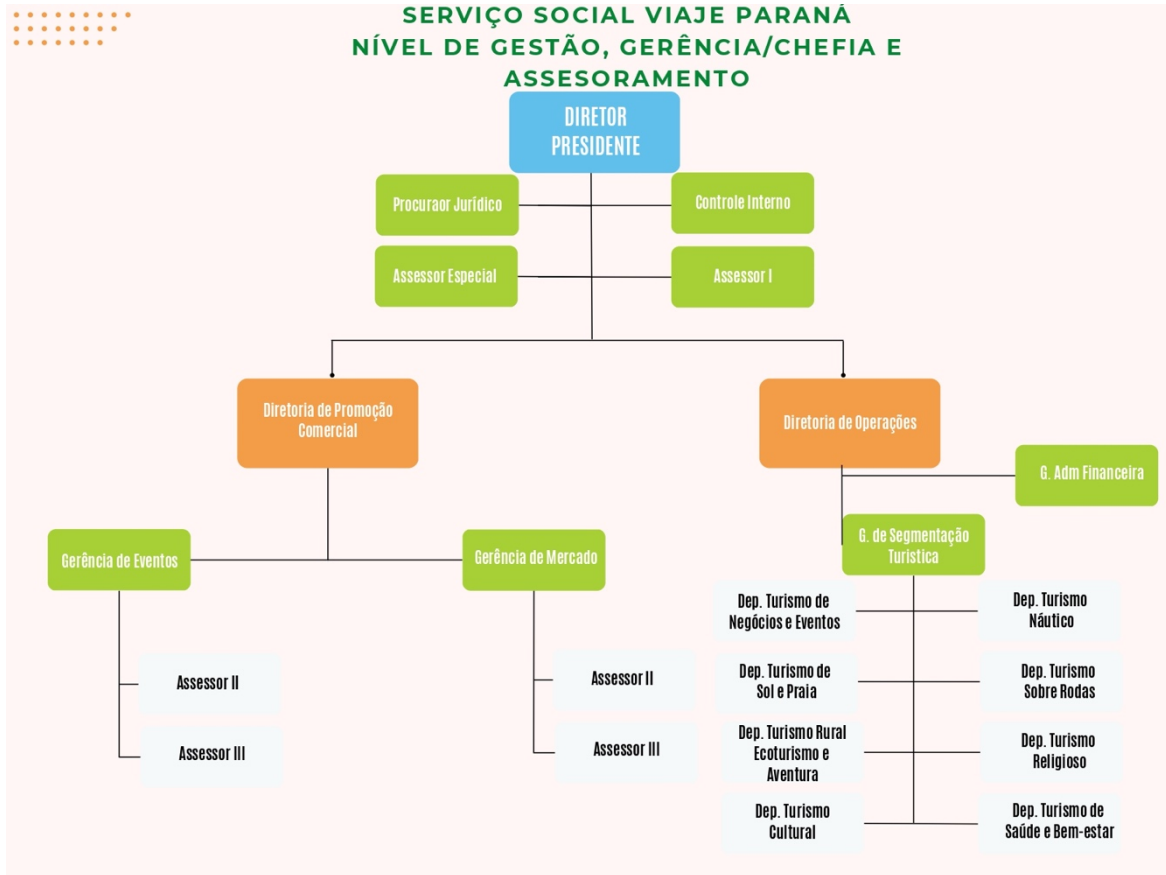 SERVIÇO SOCIAL VIAJE PARANÁ
NÍVEL DE GESTÃO, GERÊNCIA/CHEFIA E
ASSESORAMENTO
DIRETOR
PRESIDENTE
Procuraor Jurídico
Controle Interno
Assessor Especial
Assessor I
Diretoria de Promoção
Comercial
Diretoria de Operações
G. Adm Financeira
Gerência de Eventos
Gerência de Mercado
G. de Segmentação
Turistica
Assessor II
Assessor III
Assessor II
Assessor III
Dep. Turismo de
Negócios e Eventos
Dep. Turismo
Náutico
Dep. Turismo de
Sol e Praia
Dep. Turismo
Sobre Rodas
Dep. Turismo Rural
Ecoturismo e
Aventura
Dep. Turismo
Religioso
Dep. Turismo
Cultural
Dep. Turismo de
Saúde e Bem-estar